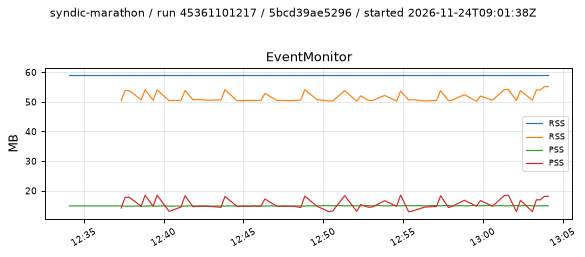 syndic-marathon / run 45361101217 / 5bcd39ae5296 / started 2026-11-24T09:01:38Z
EventMonitor
MB
60
50
40
30
20
RSS
RSS
PSS
PSS
12:35
12:40
12:45
12:50
12:55
13:00
13:05